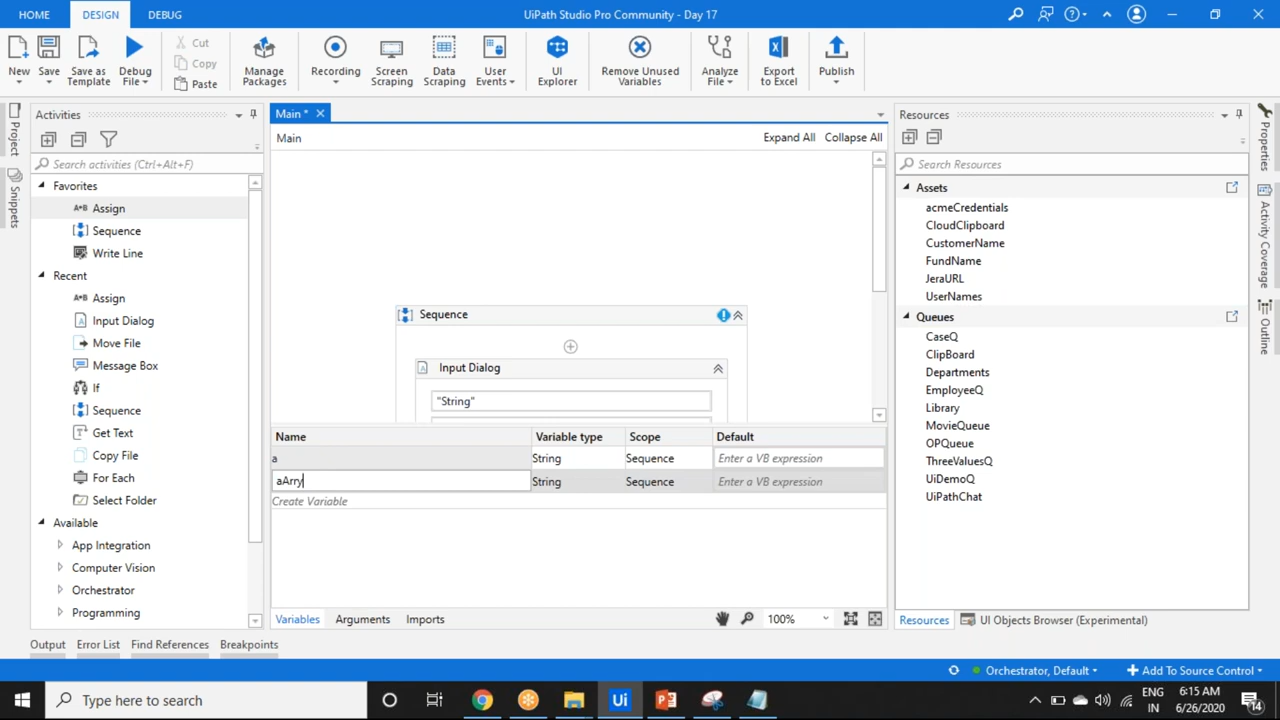 HOME
DESIGN
DEBUG
UiPath Studio Pro Community - Day 17
New
Save
Save as Template
Debug File
Cut
Copy
Paste
Manage Packages
Recording
Screen Scraping
Data Scraping
User Events
UI Explorer
Remove Unused Variables
Analyze File
Export to Excel
Publish
Project
Snippets
Activities
Search activities (Ctrl+Alt+F)
Favorites
Assign
Sequence
Write Line
Recent
Assign
Input Dialog
Move File
Message Box
If
Sequence
Get Text
Copy File
For Each
Select Folder
Available
App Integration
Computer Vision
Orchestrator
Programming
Main *
Main
Expand All
Collapse All
Sequence
Input Dialog
"String"
Name Variable type Scope Default
a String Sequence Enter a VB expression
aArry String Sequence Enter a VB expression
Create Variable
Variables
Arguments
Imports
100%
Resources
Search Resources
Assets
acmeCredentials
CloudClipboard
CustomerName
FundName
JeraURL
UserNames
Queues
CaseQ
ClipBoard
Departments
EmployeeQ
Library
MovieQueue
OPQueue
ThreeValuesQ
UiDemoQ
UiPathChat
Resources
UI Objects Browser (Experimental)
Properties
Activity Coverage
Outline
Output
Error List
Find References
Breakpoints
Orchestrator, Default
Add To Source Control
Type here to search
Ui
ENG
IN
6:15 AM
6/26/2020
14